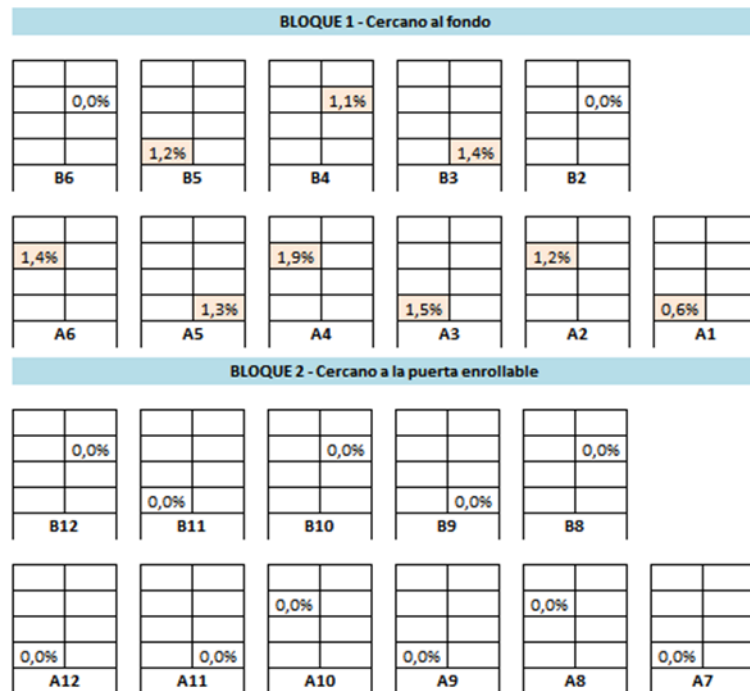 BLOQUE 1 - Cercano al fondo
0,0% 1,1% 0,0%
1,2% 1,4%
B6 B5 B4 B3 B2
1,4% 1,9% 1,2%
1,3% 1,5% 0,6%
A6 A5 A4 A3 A2 A1
BLOQUE 2 - Cercano a la puerta enrollable
0,0% 0,0% 0,0%
0,0% 0,0%
B12 B11 B10 B9 B8
0,0% 0,0%
0,0% 0,0% 0,0% 0,0%
A12 A11 A10 A9 A8 A7